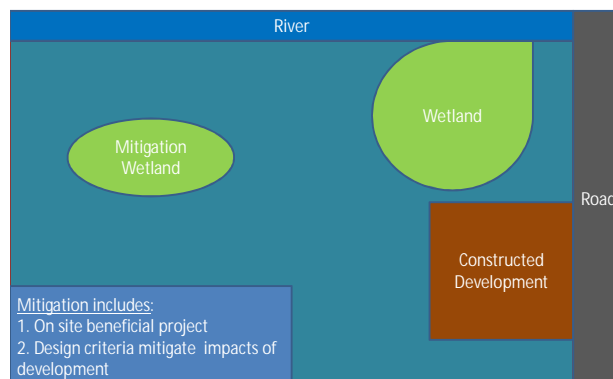 River
Wetland
Mitigation
Wetland
Road
Constructed
Development
Mitigation includes:
1. On site beneficial project
2. Design criteria mitigate impacts of
development